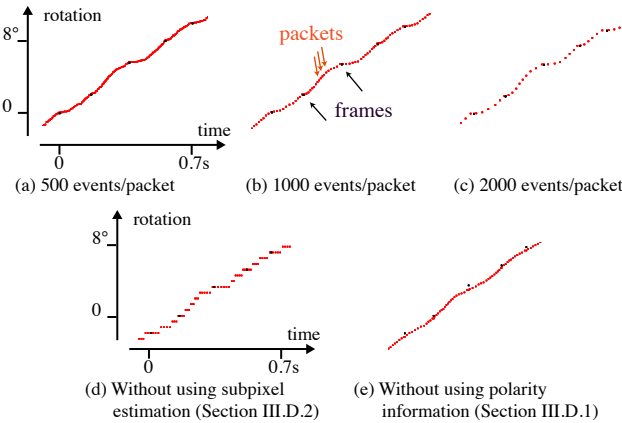 rotation
8°
0
time
0
0.7s
packets
frames
(a) 500 events/packet
(b) 1000 events/packet
(c) 2000 events/packet
rotation
8°
0
time
0
0.7s
(d) Without using subpixel
estimation (Section III.D.2)
(e) Without using polarity
information (Section III.D.1)